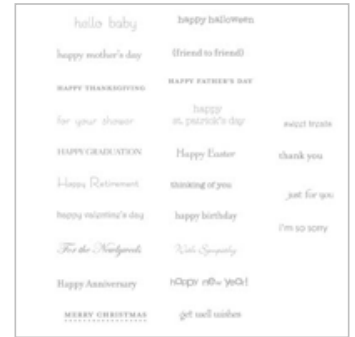 hello baby
happy halloween
happy mother's day
{friend to friend}
HAPPY THANKSGIVING
HAPPY FATHER'S DAY
for your shower
happy
st. patrick's day
sweet treats
HAPPY GRADUATION
Happy Easter
thank you
Happy Retirement
thinking of you
just for you
happy valentine's day
happy birthday
i'm so sorry
For the Newlyweds
With Sympathy
Happy Anniversary
happy new year!
MERRY CHRISTMAS
get well wishes